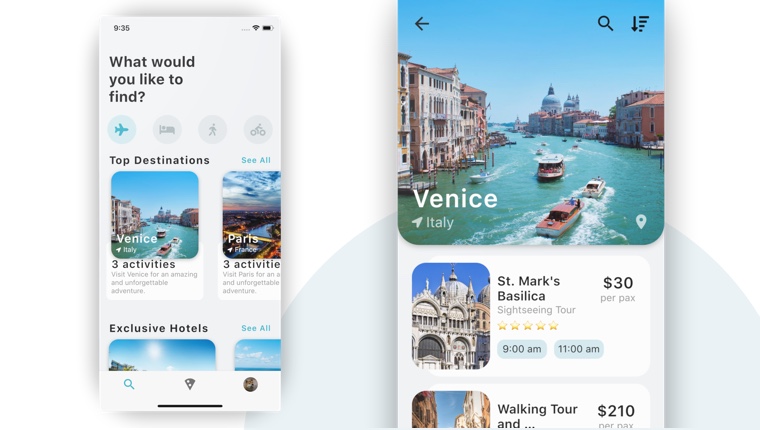 9:35
What would
you like to
find?
Top Destinations
See All
Venice
Italy
3 activities
Visit Venice for an amazing
and unforgettable
adventure.
Paris
France
3 activitie
Visit Paris for an a
and unforgettable
adventure.
Exclusive Hotels
See All
Venice
Italy
St. Mark's
Basilica
Sightseeing Tour
$30
per pax
9:00 am
11:00 am
Walking Tour
and ...
$210
per pax